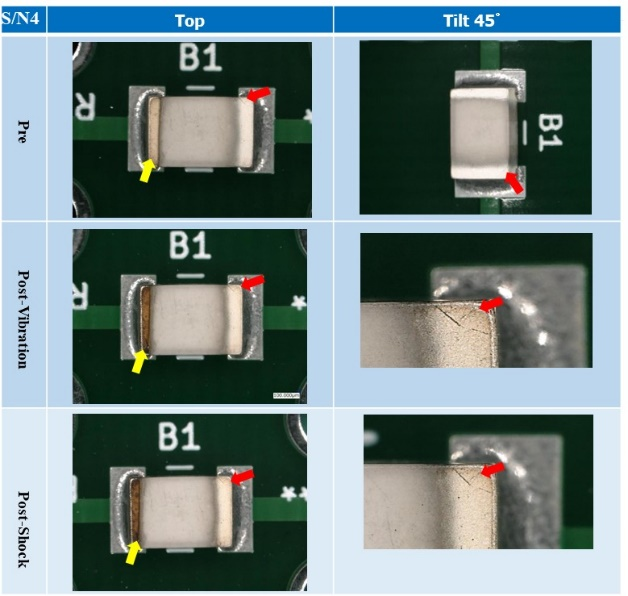 S/N4
Top
Tilt 45°
Pre
B1
R
B1
Post-Vibration
B1
R
Post-Shock
B1